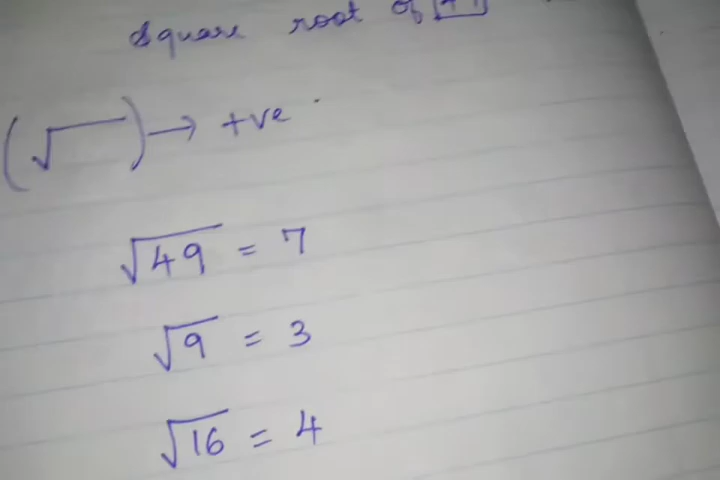 Square root of
(√‾) → +ve
√49 = 7
√9 = 3
√16 = 4